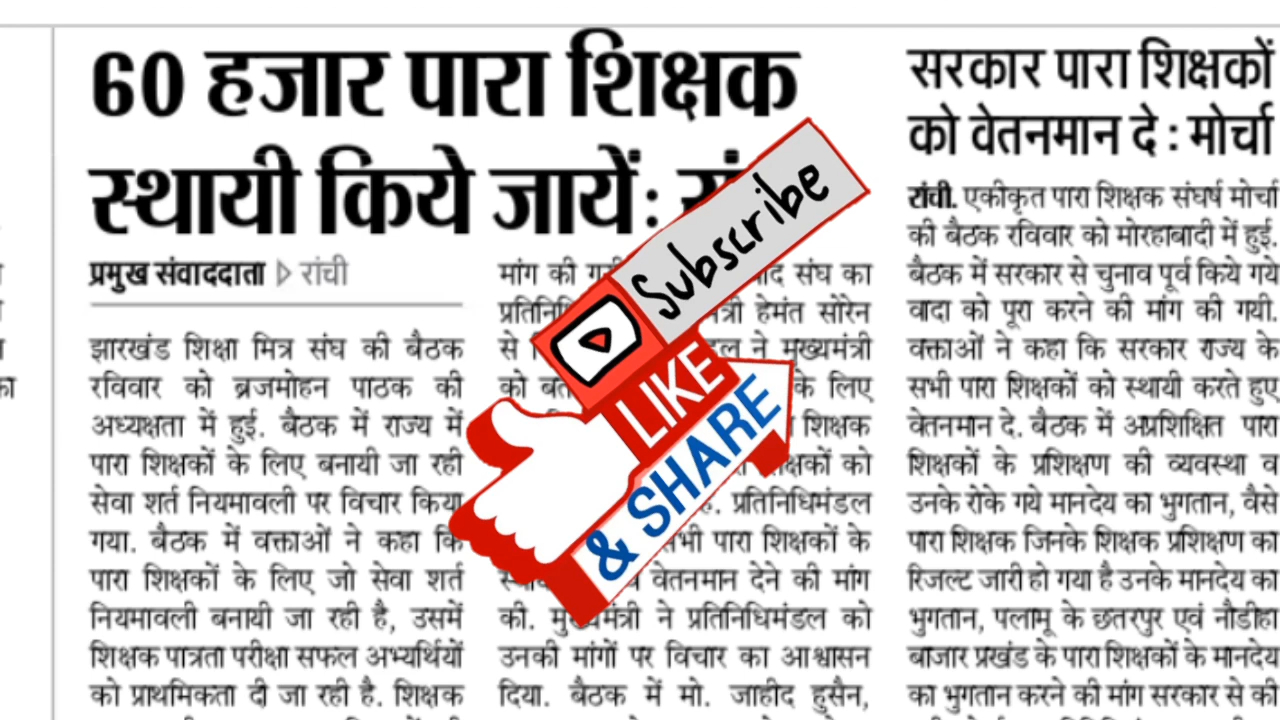 60 हजार पारा शिक्षक
स्थायी किये जायें:
प्रमुख संवाददाता ▷ रांची
झारखंड शिक्षा मित्र संघ की बैठक
रविवार को ब्रजमोहन पाठक की
अध्यक्षता में हुई. बैठक में राज्य में
पारा शिक्षकों के लिए बनायी जा रही
सेवा शर्त नियमावली पर विचार किया
गया. बैठक में वक्ताओं ने कहा कि
पारा शिक्षकों के लिए जो सेवा शर्त
नियमावली बनायी जा रही है, उसमें
शिक्षक पात्रता परीक्षा सफल अभ्यर्थियों
को प्राथमिकता दी जा रही है. शिक्षक
मांग की संघ का
हेमंत सोरेन
से ने मुख्यमंत्री
को के लिए
शिक्षक
को
प्रतिनिधिमंडल
पारा शिक्षकों के
वेतनमान देने की मांग
की. मुख्यमंत्री ने प्रतिनिधिमंडल को
उनकी मांगों पर विचार का आश्वासन
दिया. बैठक में मो. जाहीद हुसैन,
सरकार पारा शिक्षकों
को वेतनमान दे : मोर्चा
रांची. एकीकृत पारा शिक्षक संघर्ष मोर्चा
की बैठक रविवार को मोरहाबादी में हुई.
बैठक में सरकार से चुनाव पूर्व किये गये
वादा को पूरा करने की मांग की गयी.
वक्ताओं ने कहा कि सरकार राज्य के
सभी पारा शिक्षकों को स्थायी करते हुए
वेतनमान दे. बैठक में अप्रशिक्षित पारा
शिक्षकों के प्रशिक्षण की व्यवस्था व
उनके रोके गये मानदेय का भुगतान, वैसे
पारा शिक्षक जिनके शिक्षक प्रशिक्षण का
रिजल्ट जारी हो गया है उनके मानदेय का
भुगतान, पलामू के छतरपुर एवं नौडीहा
बाजार प्रखंड के पारा शिक्षकों के मानदेय
का भुगतान करने की मांग सरकार से की
Subscribe
LIKE
& SHARE